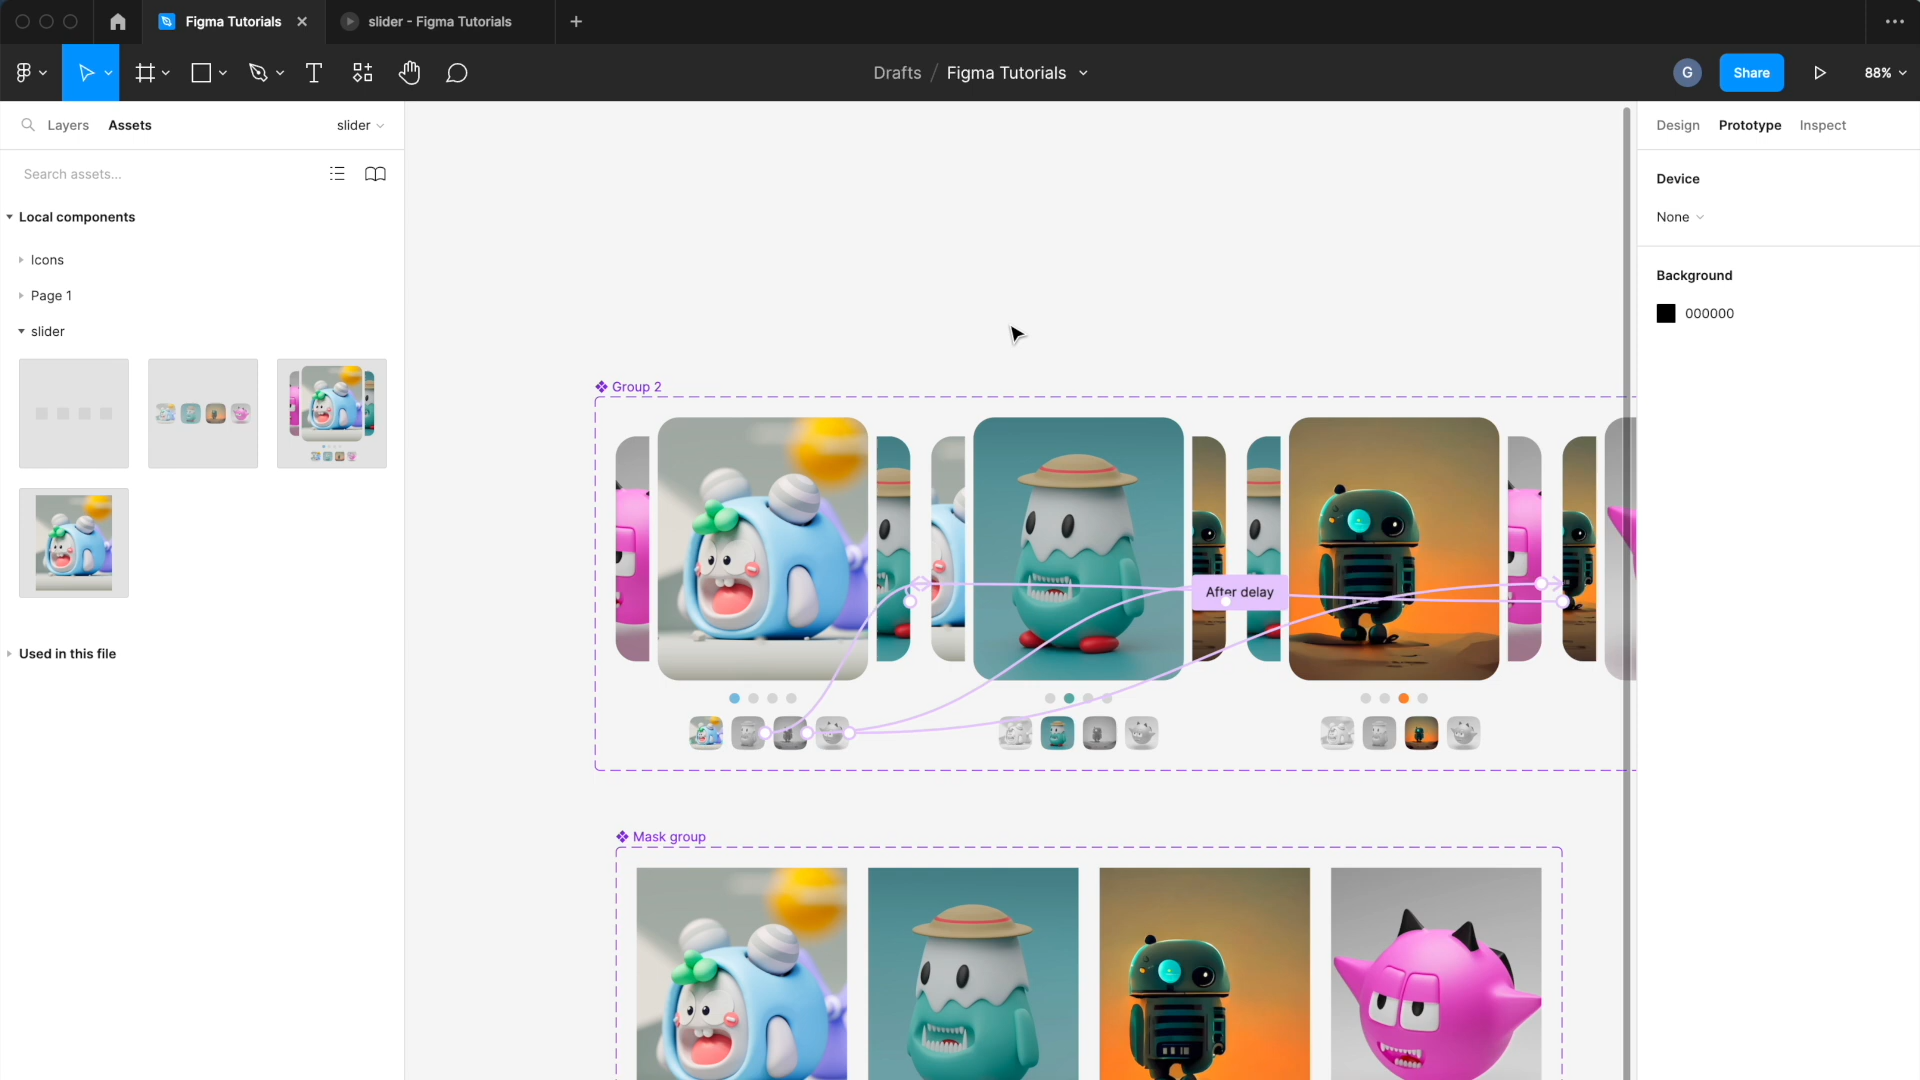 Figma Tutorials
slider - Figma Tutorials
Drafts / Figma Tutorials
G
Share
88%
Layers
Assets
slider
Search assets...
Local components
Icons
Page 1
slider
Used in this file
Group 2
After delay
Mask group
Design
Prototype
Inspect
Device
None
Background
000000